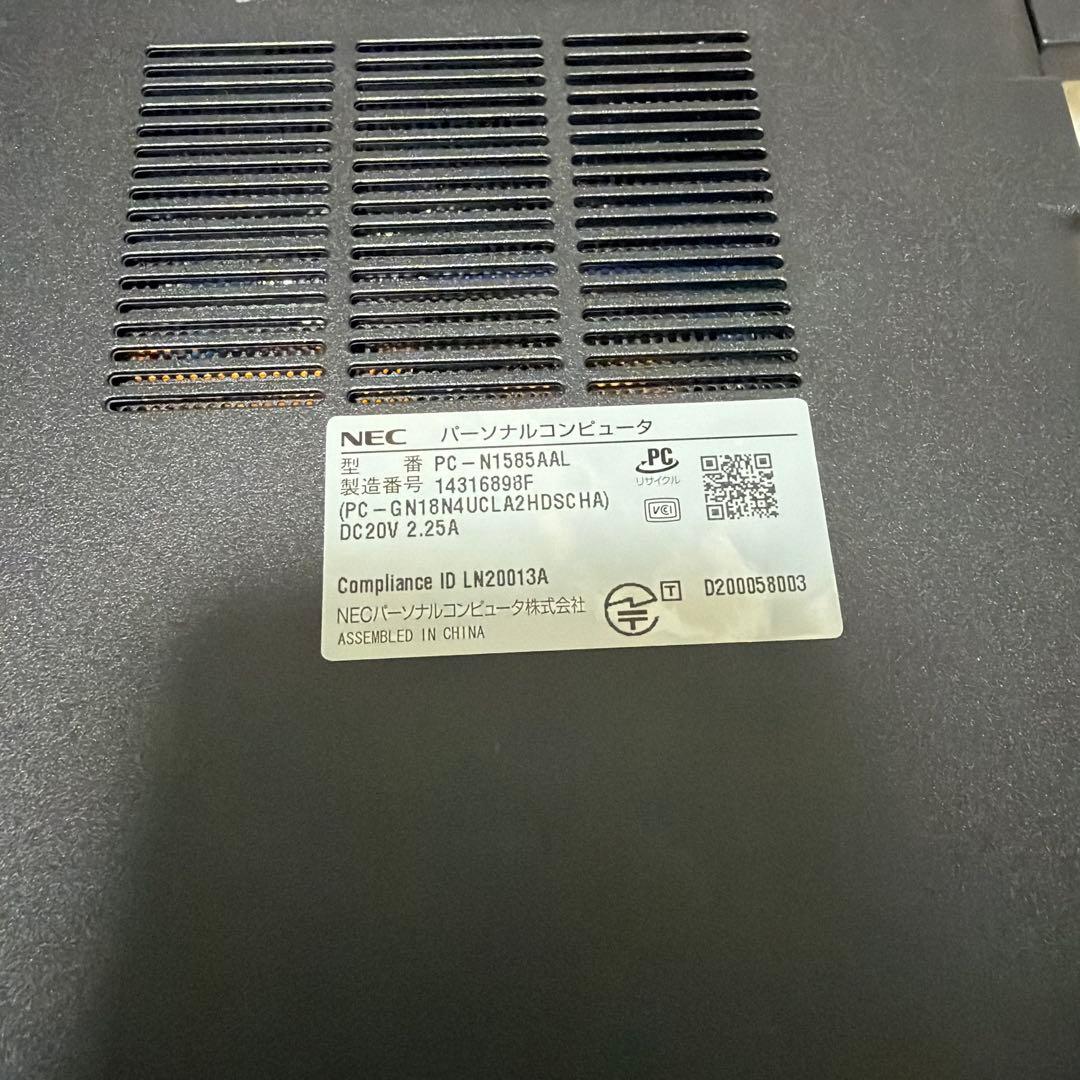 NEC パーソナルコンピュータ
型 番 PC-N1585AAL
製造番号 14316898F
(PC-GN18N4UCLA2HDSCHA)
DC20V 2.25A
PC
リサイクル
VCCI
Compliance ID LN20013A
NECパーソナルコンピュータ株式会社
ASSEMBLED IN CHINA
T D200058003